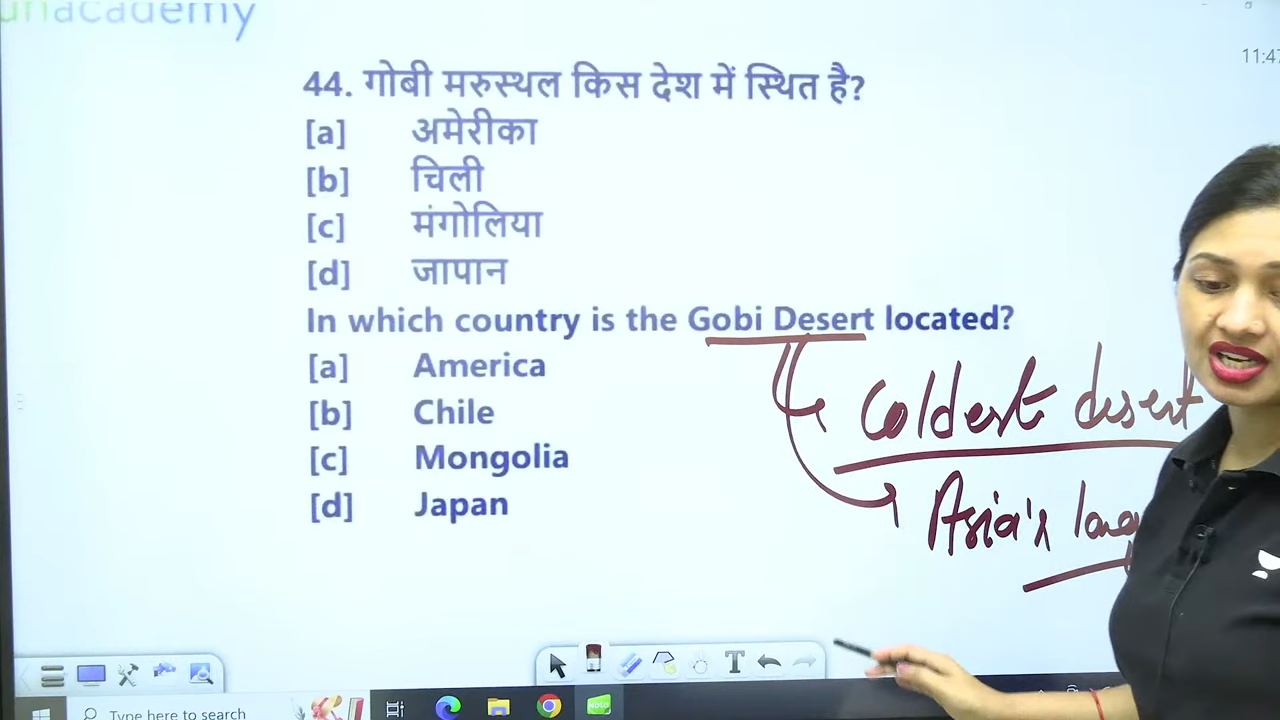 unacademy
11:47
44. गोबी मरुस्थल किस देश में स्थित है?
[a] अमेरीका
[b] चिली
[c] मंगोलिया
[d] जापान
In which country is the Gobi Desert located?
[a] America
[b] Chile
[c] Mongolia
[d] Japan
Coldest desert
Asia's
T
Type here to search